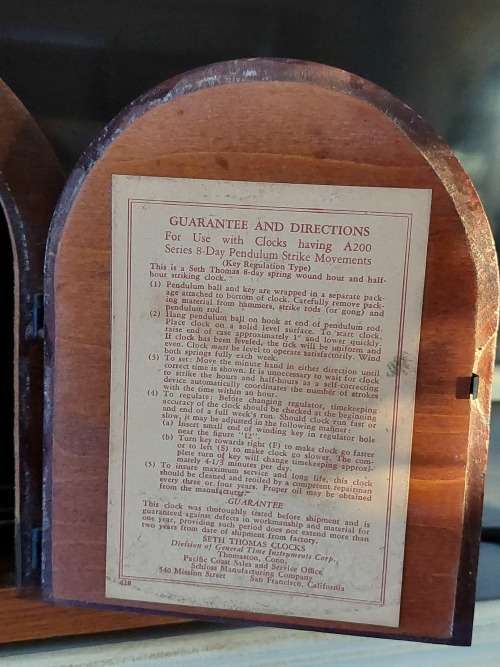 GUARANTEE AND DIRECTIONS
For Use with Clocks having A200
Series 8-Day Pendulum Strike Movements
(Key Regulation Type)
This is a Seth Thomas 8-day spring wound hour and half-
hour striking clock.
(1) Pendulum ball and key are wrapped in a separate pack-
age attached to bottom of clock. Carefully remove pack-
ing material from hammers, strike rods (or gong) and
pendulum rod.
(2) Hang pendulum ball on hook at end of pendulum rod.
Place clock on a solid level surface. To start clock,
raise end of case approximately 1" and lower quickly.
If clock has been leveled, the tick will be uniform and
even. Clock must be level to operate satisfactorily. Wind
both springs fully each week.
(3) To set: Move the minute hand in either direction until
correct time is shown. It is unnecessary to wait for clock
to strike the hours and half-hours as a self-correcting
device automatically coordinates the number of strokes
with the time within an hour.
(4) To regulate: Before changing regulator, timekeeping
accuracy of the clock should be checked at the beginning
and end of a full week's run. Should clock run fast or
slow, it may be adjusted in the following manner:
(a) Insert small end of winding key in regulator hole
near the figure "12".
(b) Turn key towards right (F) to make clock go faster
or to left (S) to make clock go slower. The com-
plete turn of key will change timekeeping approxi-
mately 4-1/3 minutes per day.
(5) To insure maximum service and long life, this clock
should be cleaned and reoiled by a competent repairman
every three or four years. Proper oil may be obtained
from the manufacturer.
GUARANTEE
This clock was thoroughly tested before shipment and is
guaranteed against defects in workmanship and material for
one year, providing such period does not extend more than
two years from date of shipment from factory.
SETH THOMAS CLOCKS
Division of General Time Instruments Corp.,
Thomaston, Conn.
Pacific Coast Sales and Service Office
Schloss Manufacturing Company
540 Mission Street San Francisco, California